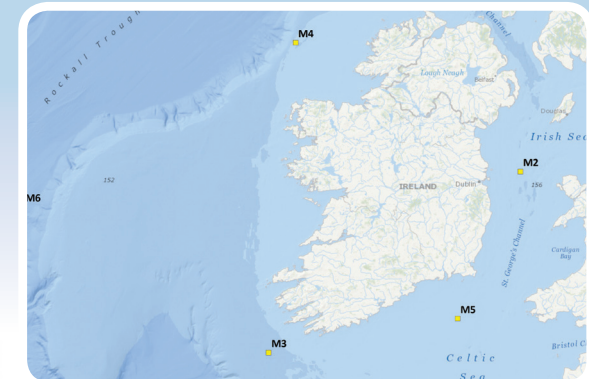 Rockall Trough
M4
Channel
Lough Neagh
Belfast
Douglas
Irish Sea
M2
152
IRELAND
Dublin
156
M6
St. George's Channel
Cardigan
Bay
M5
M3
Celtic
Sea
Bristol C